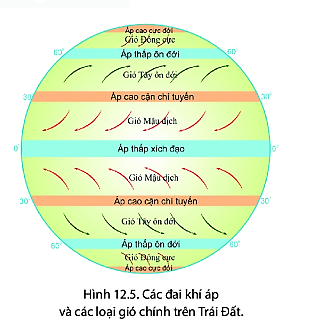 Áp cao cực đới
Gió Đông cực
60° Áp thấp ôn đới 60°
Gió Tây ôn đới
30° Áp cao cận chí tuyến 30°
Gió Mậu dịch
0° Áp thấp xích đạo 0°
Gió Mậu dịch
30° Áp cao cận chí tuyến 30°
Gió Tây ôn đới
60° Áp thấp ôn đới 60°
Gió Đông cực
Áp cao cực đới
Hình 12.5. Các đai khí áp
và các loại gió chính trên Trái Đất.